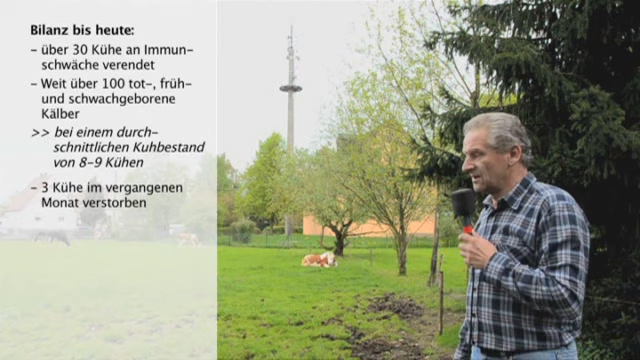 Bilanz bis heute:
- über 30 Kühe an Immun-
schwäche verendet
- Weit über 100 tot-, früh-
und schwachgeborene
Kälber
>> bei einem durch-
schnittlichen Kuhbestand
von 8-9 Kühen
- 3 Kühe im vergangenen
Monat verstorben